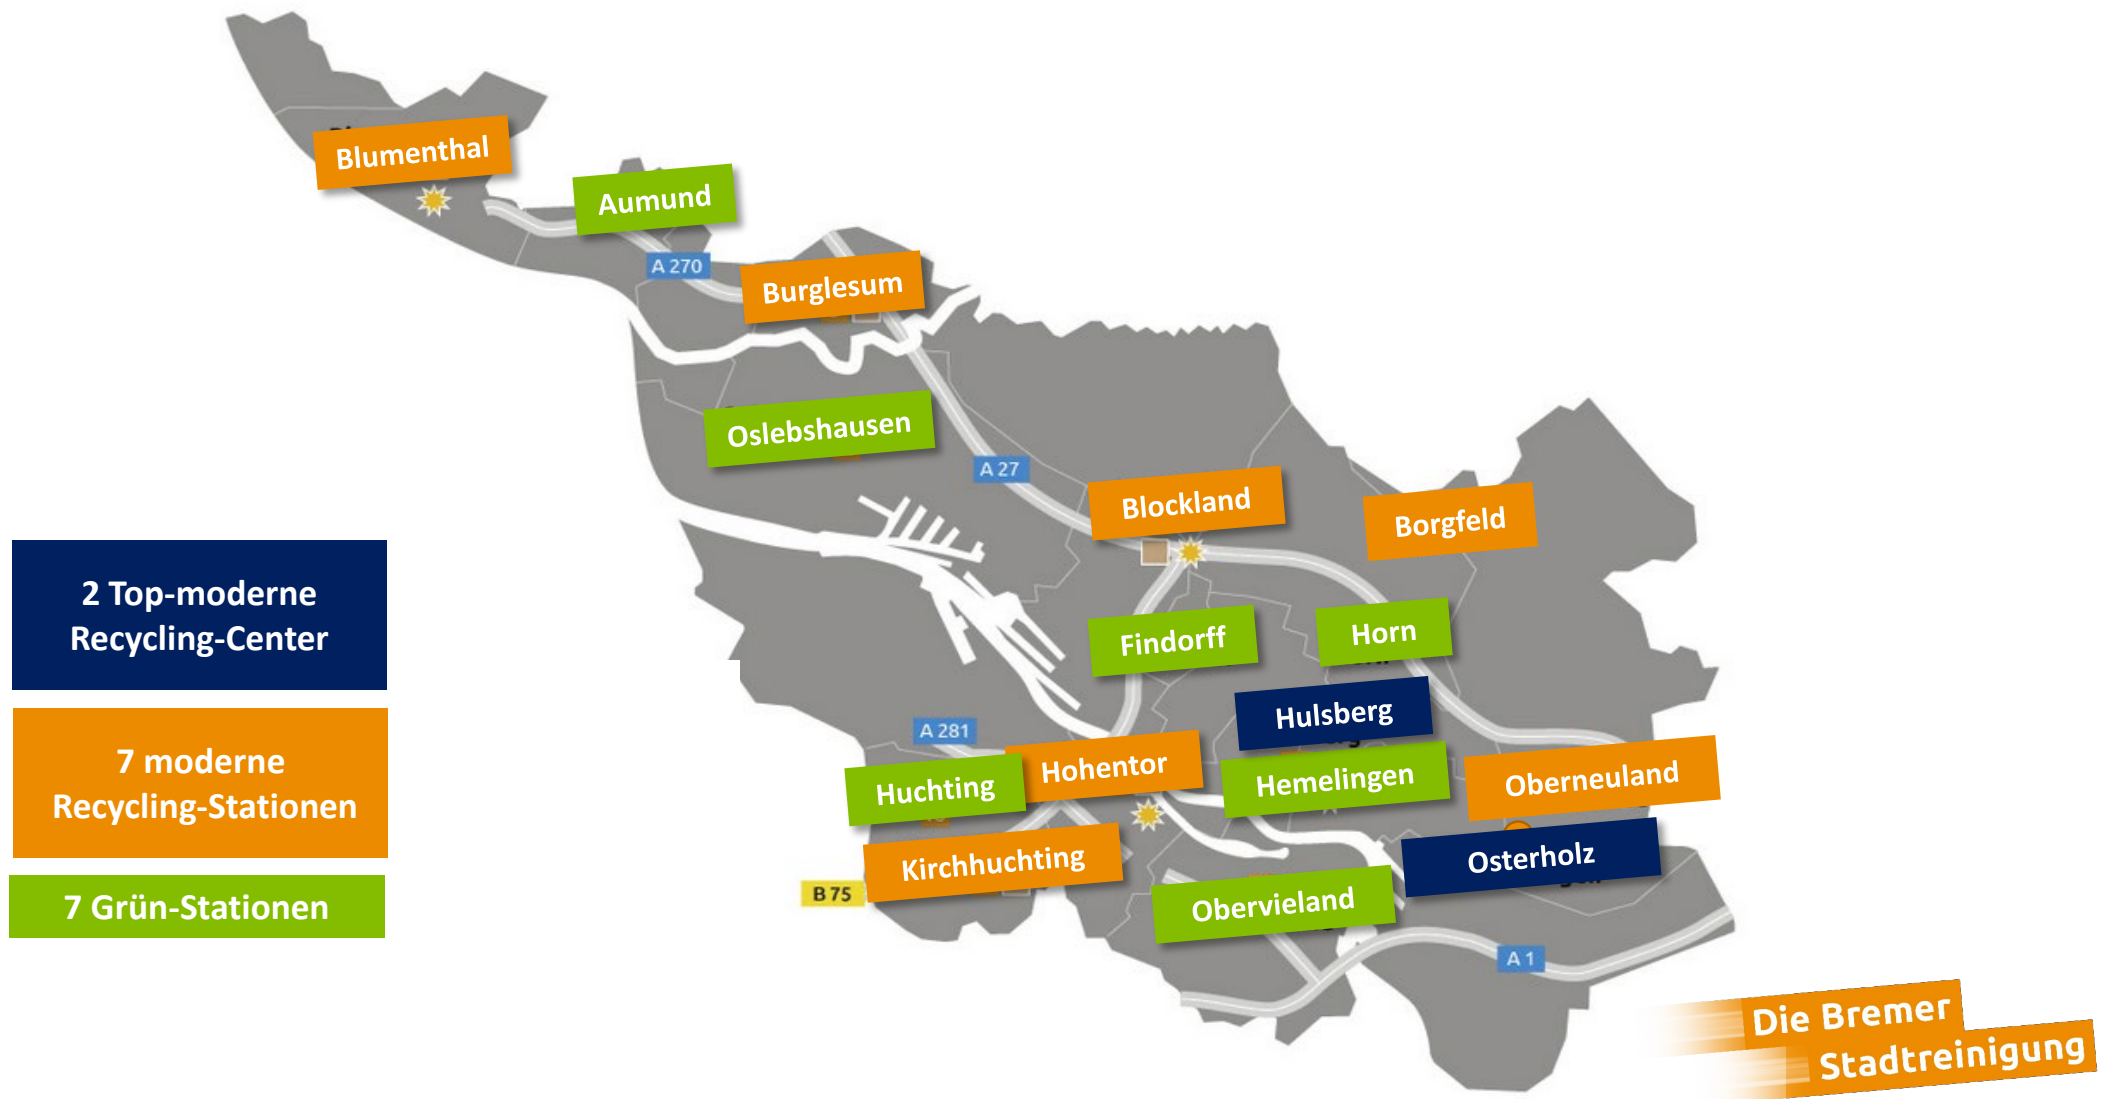 Blumenthal
Aumund
A 270
Burglesum
Oslebshausen
A 27
Blockland
Borgfeld
2 Top-moderne
Recycling-Center
Findorff
Horn
Hulsberg
7 moderne
Recycling-Stationen
A 281
Hohentor
Huchting
Hemelingen
Oberneuland
Kirchhuchting
Osterholz
B 75
Obervieland
7 Grün-Stationen
A 1
Die Bremer
Stadtreinigung